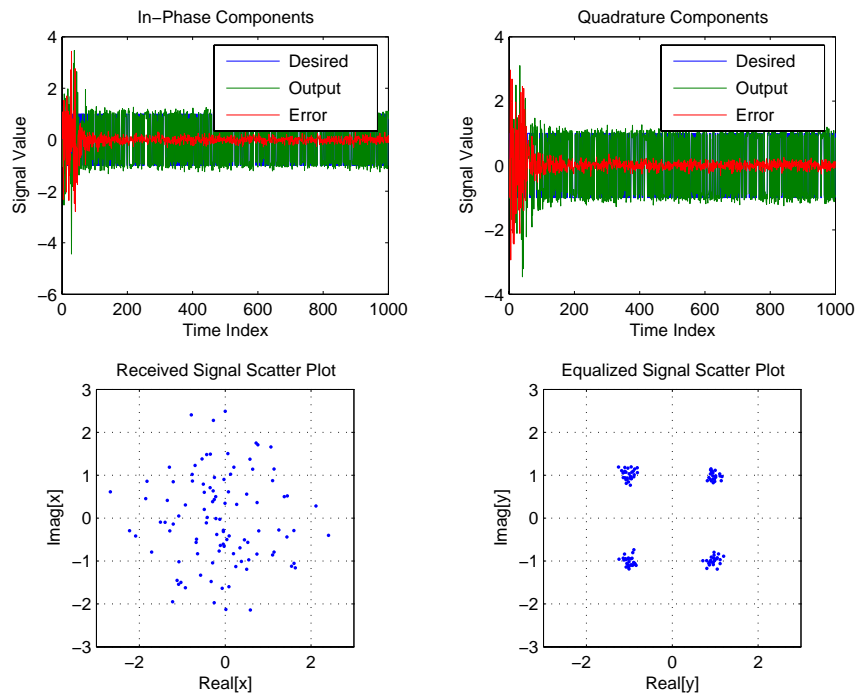 In−Phase Components
4
2
0
−2
−4
−6
Signal Value
0
200
400
600
800
1000
Time Index
Desired
Output
Error
Quadrature Components
4
2
0
−2
−4
Signal Value
0
200
400
600
800
1000
Time Index
Desired
Output
Error
Received Signal Scatter Plot
3
2
1
0
−1
−2
−3
Imag[x]
−2
0
2
Real[x]
Equalized Signal Scatter Plot
3
2
1
0
−1
−2
−3
Imag[y]
−2
0
2
Real[y]